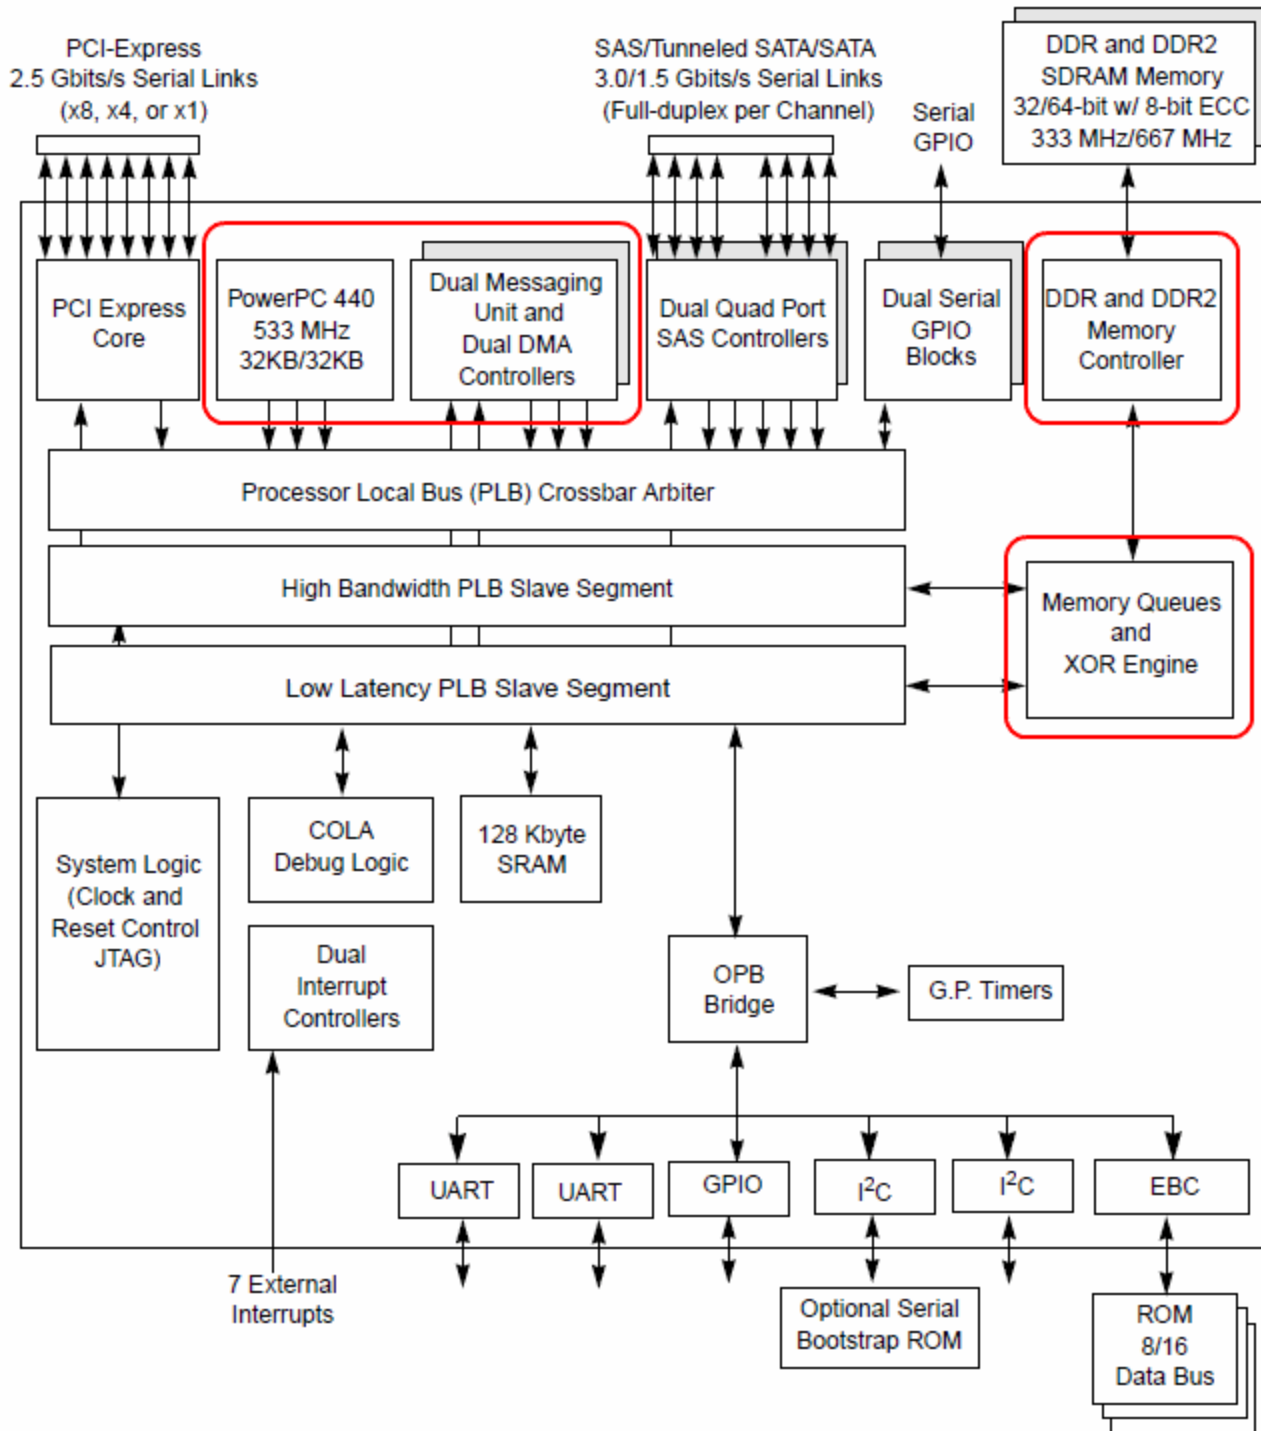 PCI-Express
2.5 Gbits/s Serial Links
(x8, x4, or x1)
SAS/Tunneled SATA/SATA
3.0/1.5 Gbits/s Serial Links
(Full-duplex per Channel)
Serial
GPIO
DDR and DDR2
SDRAM Memory
32/64-bit w/ 8-bit ECC
333 MHz/667 MHz
PCI Express
Core
PowerPC 440
533 MHz
32KB/32KB
Dual Messaging
Unit and
Dual DMA
Controllers
Dual Quad Port
SAS Controllers
Dual Serial
GPIO
Blocks
DDR and DDR2
Memory
Controller
Processor Local Bus (PLB) Crossbar Arbiter
High Bandwidth PLB Slave Segment
Memory Queues
and
XOR Engine
Low Latency PLB Slave Segment
System Logic
(Clock and
Reset Control
JTAG)
COLA
Debug Logic
128 Kbyte
SRAM
Dual
Interrupt
Controllers
OPB
Bridge
G.P. Timers
UART
UART
GPIO
I²C
I²C
EBC
7 External
Interrupts
Optional Serial
Bootstrap ROM
ROM
8/16
Data Bus